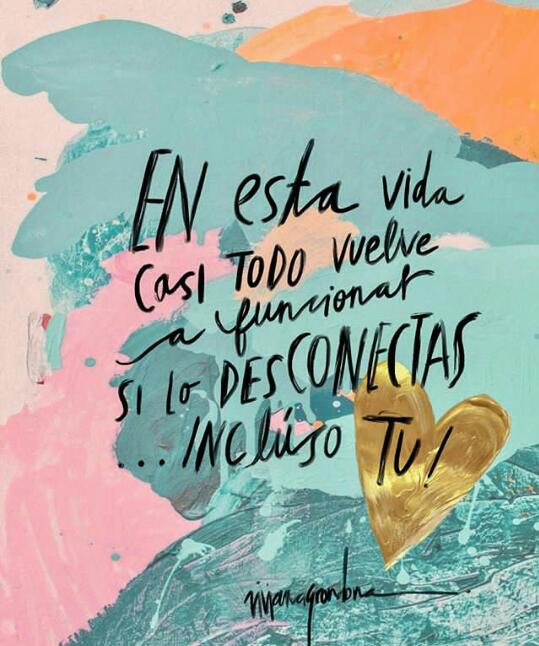 EN esta vida
casi TODO vuelve
a funcionar
si lo DESCONECTAS
... INClúso TU!